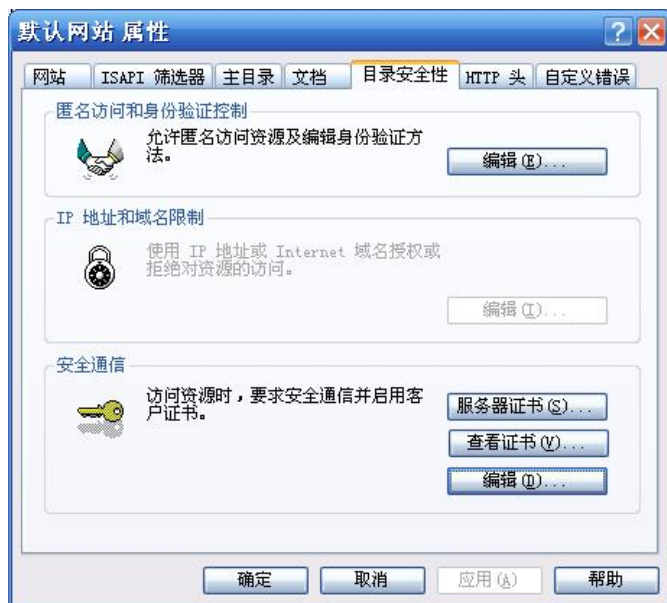 默认网站 属性
网站 ISAPI 筛选器 主目录 文档 目录安全性 HTTP 头 自定义错误
匿名访问和身份验证控制
允许匿名访问资源及编辑身份验证方
法。
编辑(E)...
IP 地址和域名限制
使用 IP 地址或 Internet 域名授权或
拒绝对资源的访问。
编辑(I)...
安全通信
访问资源时，要求安全通信并启用客
户证书。
服务器证书(S)...
查看证书(V)...
编辑(D)...
确定 取消 应用(A) 帮助